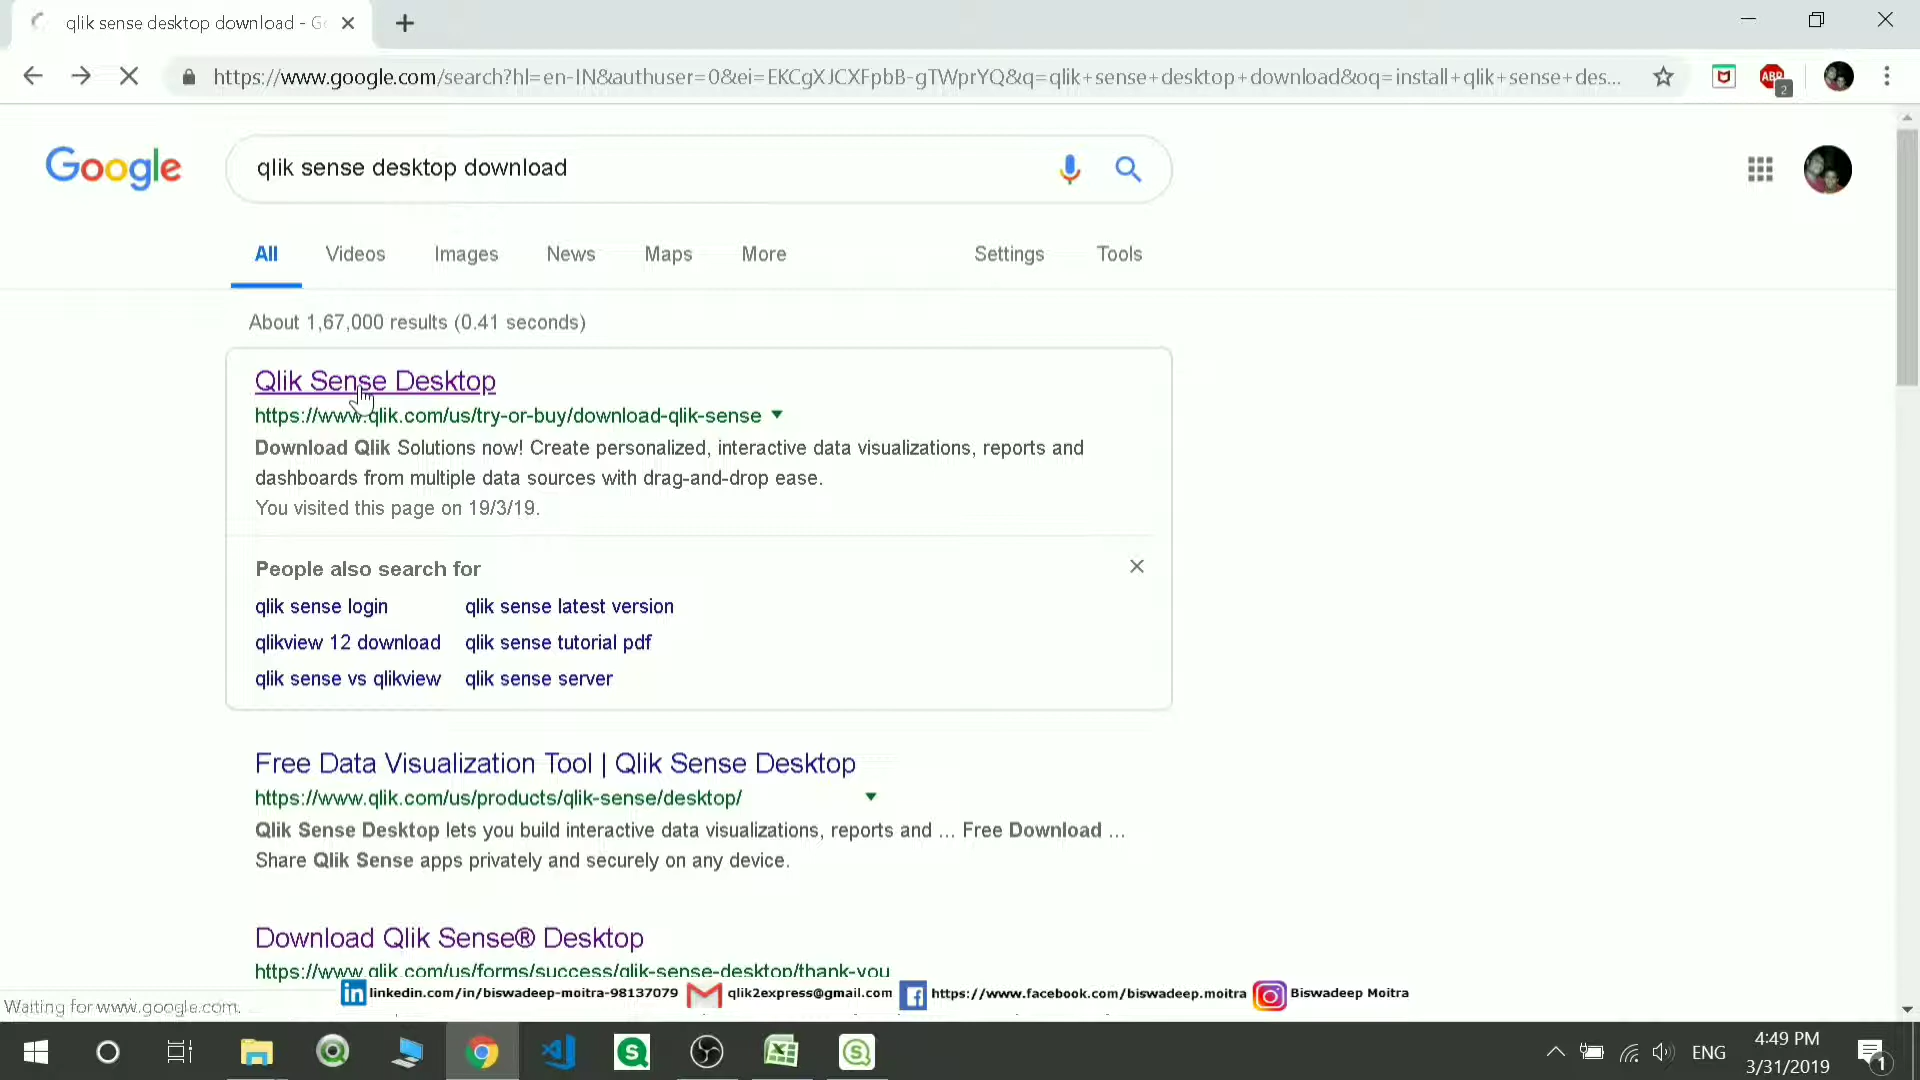 qlik sense desktop download - G
https://www.google.com/search?hl=en-IN&authuser=0&ei=EKCgXJCXFpbB-gTWprYQ&q=qlik+sense+desktop+download&oq=install+qlik+sense+des...
ABP
2
Google
qlik sense desktop download
All Videos Images News Maps More Settings Tools
About 1,67,000 results (0.41 seconds)
Qlik Sense Desktop
https://www.qlik.com/us/try-or-buy/download-qlik-sense
Download Qlik Solutions now! Create personalized, interactive data visualizations, reports and
dashboards from multiple data sources with drag-and-drop ease.
You visited this page on 19/3/19.
People also search for
qlik sense login qlik sense latest version
qlikview 12 download qlik sense tutorial pdf
qlik sense vs qlikview qlik sense server
Free Data Visualization Tool | Qlik Sense Desktop
https://www.qlik.com/us/products/qlik-sense/desktop/
Qlik Sense Desktop lets you build interactive data visualizations, reports and ... Free Download ...
Share Qlik Sense apps privately and securely on any device.
Download Qlik Sense® Desktop
https://www.qlik.com/us/forms/success/qlik-sense-desktop/thank-you
linkedin.com/in/biswadeep-moitra-98137079 qlik2express@gmail.com https://www.facebook.com/biswadeep.moitra Biswadeep Moitra
Waiting for www.google.com.
ENG
4:49 PM
3/31/2019
1